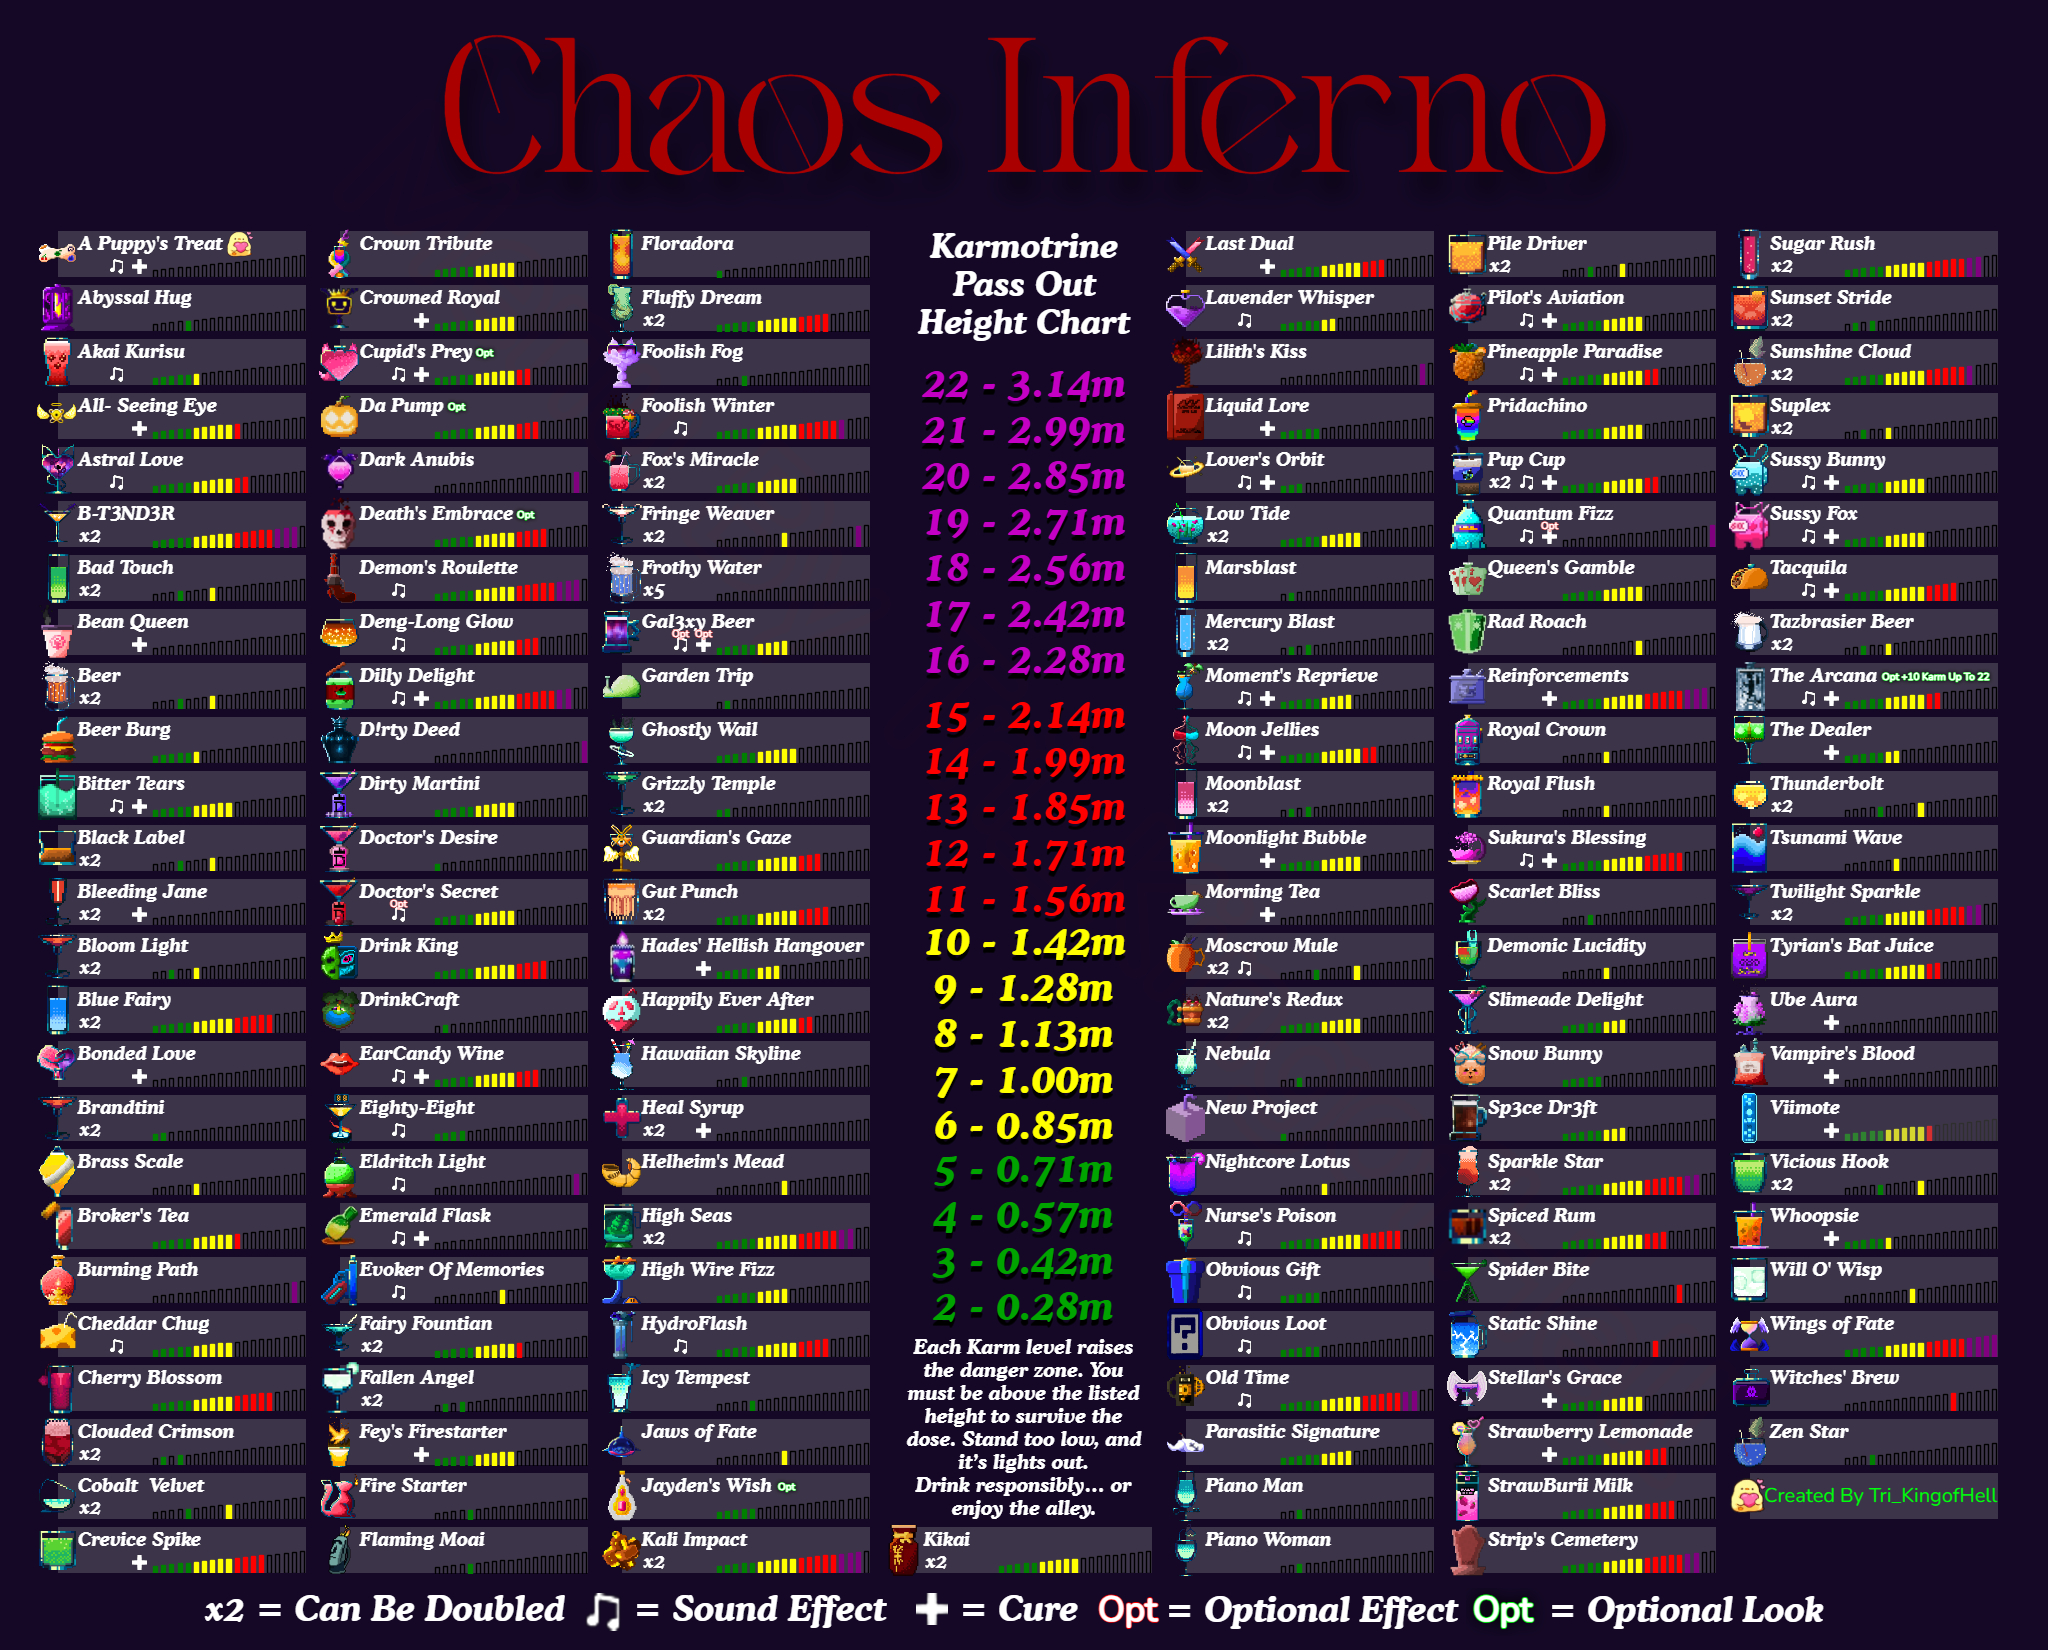 Chaos Inferno
A Puppy's Treat
Abyssal Hug
Akai Kurisu
All- Seeing Eye
Astral Love
B-T3ND3R
x2
Bad Touch
x2
Bean Queen
Beer
x2
Beer Burg
Bitter Tears
Black Label
x2
Bleeding Jane
x2
Bloom Light
x2
Blue Fairy
x2
Bonded Love
Brandtini
x2
Brass Scale
Broker's Tea
Burning Path
Cheddar Chug
Cherry Blossom
Clouded Crimson
x2
Cobalt Velvet
x2
Crevice Spike
Crown Tribute
Crowned Royal
Cupid's Prey Opt
Da Pump Opt
Dark Anubis
Death's Embrace Opt
Demon's Roulette
Deng-Long Glow
Dilly Delight
D!rty Deed
Dirty Martini
Doctor's Desire
Doctor's Secret
Opt
Drink King
DrinkCraft
EarCandy Wine
Eighty-Eight
Eldritch Light
Emerald Flask
Evoker Of Memories
Fairy Fountian
x2
Fallen Angel
x2
Fey's Firestarter
Fire Starter
Flaming Moai
Floradora
Fluffy Dream
x2
Foolish Fog
Foolish Winter
Fox's Miracle
x2
Fringe Weaver
x2
Frothy Water
x5
Gal3xy Beer
Opt Opt
Garden Trip
Ghostly Wail
Grizzly Temple
x2
Guardian's Gaze
Gut Punch
x2
Hades' Hellish Hangover
Happily Ever After
Hawaiian Skyline
Heal Syrup
x2
Helheim's Mead
High Seas
x2
High Wire Fizz
HydroFlash
Icy Tempest
Jaws of Fate
Jayden's Wish Opt
Kali Impact
x2
Karmotrine
Pass Out
Height Chart
22 - 3.14m
21 - 2.99m
20 - 2.85m
19 - 2.71m
18 - 2.56m
17 - 2.42m
16 - 2.28m
15 - 2.14m
14 - 1.99m
13 - 1.85m
12 - 1.71m
11 - 1.56m
10 - 1.42m
9 - 1.28m
8 - 1.13m
7 - 1.00m
6 - 0.85m
5 - 0.71m
4 - 0.57m
3 - 0.42m
2 - 0.28m
Each Karm level raises
the danger zone. You
must be above the listed
height to survive the
dose. Stand too low, and
it's lights out.
Drink responsibly... or
enjoy the alley.
Kikai
x2
Last Dual
Lavender Whisper
Lilith's Kiss
Liquid Lore
Lover's Orbit
Low Tide
x2
Marsblast
Mercury Blast
x2
Moment's Reprieve
Moon Jellies
Moonblast
x2
Moonlight Bubble
Morning Tea
Moscrow Mule
x2
Nature's Redux
x2
Nebula
New Project
Nightcore Lotus
Nurse's Poison
Obvious Gift
Obvious Loot
Old Time
Parasitic Signature
Piano Man
Piano Woman
Pile Driver
x2
Pilot's Aviation
Pineapple Paradise
Pridachino
Pup Cup
x2
Quantum Fizz
Opt
Queen's Gamble
Rad Roach
Reinforcements
Royal Crown
Royal Flush
Sukura's Blessing
Scarlet Bliss
Demonic Lucidity
Slimeade Delight
Snow Bunny
Sp3ce Dr3ft
Sparkle Star
x2
Spiced Rum
x2
Spider Bite
Static Shine
Stellar's Grace
Strawberry Lemonade
StrawBurii Milk
Strip's Cemetery
Sugar Rush
x2
Sunset Stride
x2
Sunshine Cloud
x2
Suplex
x2
Sussy Bunny
Sussy Fox
Tacquila
Tazbrasier Beer
x2
The Arcana Opt +10 Karm Up To 22
The Dealer
Thunderbolt
x2
Tsunami Wave
Twilight Sparkle
x2
Tyrian's Bat Juice
Ube Aura
Vampire's Blood
Viimote
Vicious Hook
x2
Whoopsie
Will O' Wisp
Wings of Fate
Witches' Brew
Zen Star
Created By Tri_KingofHell
x2 = Can Be Doubled = Sound Effect = Cure Opt = Optional Effect Opt = Optional Look